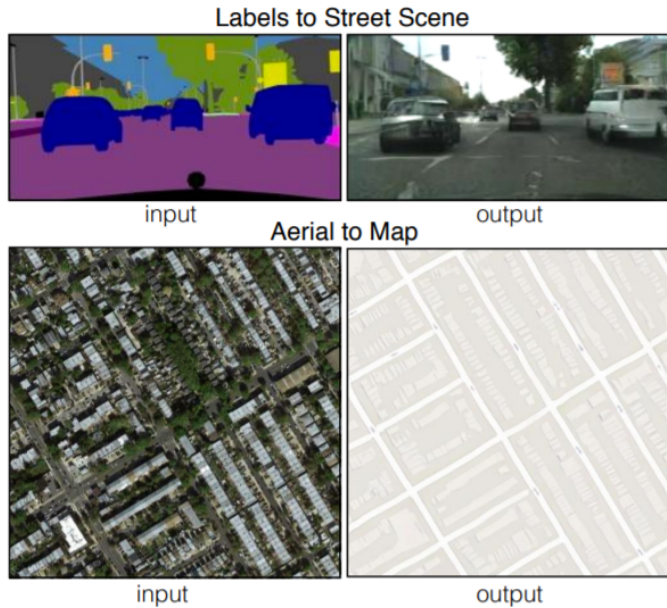 Labels to Street Scene
input
output
Aerial to Map
input
output